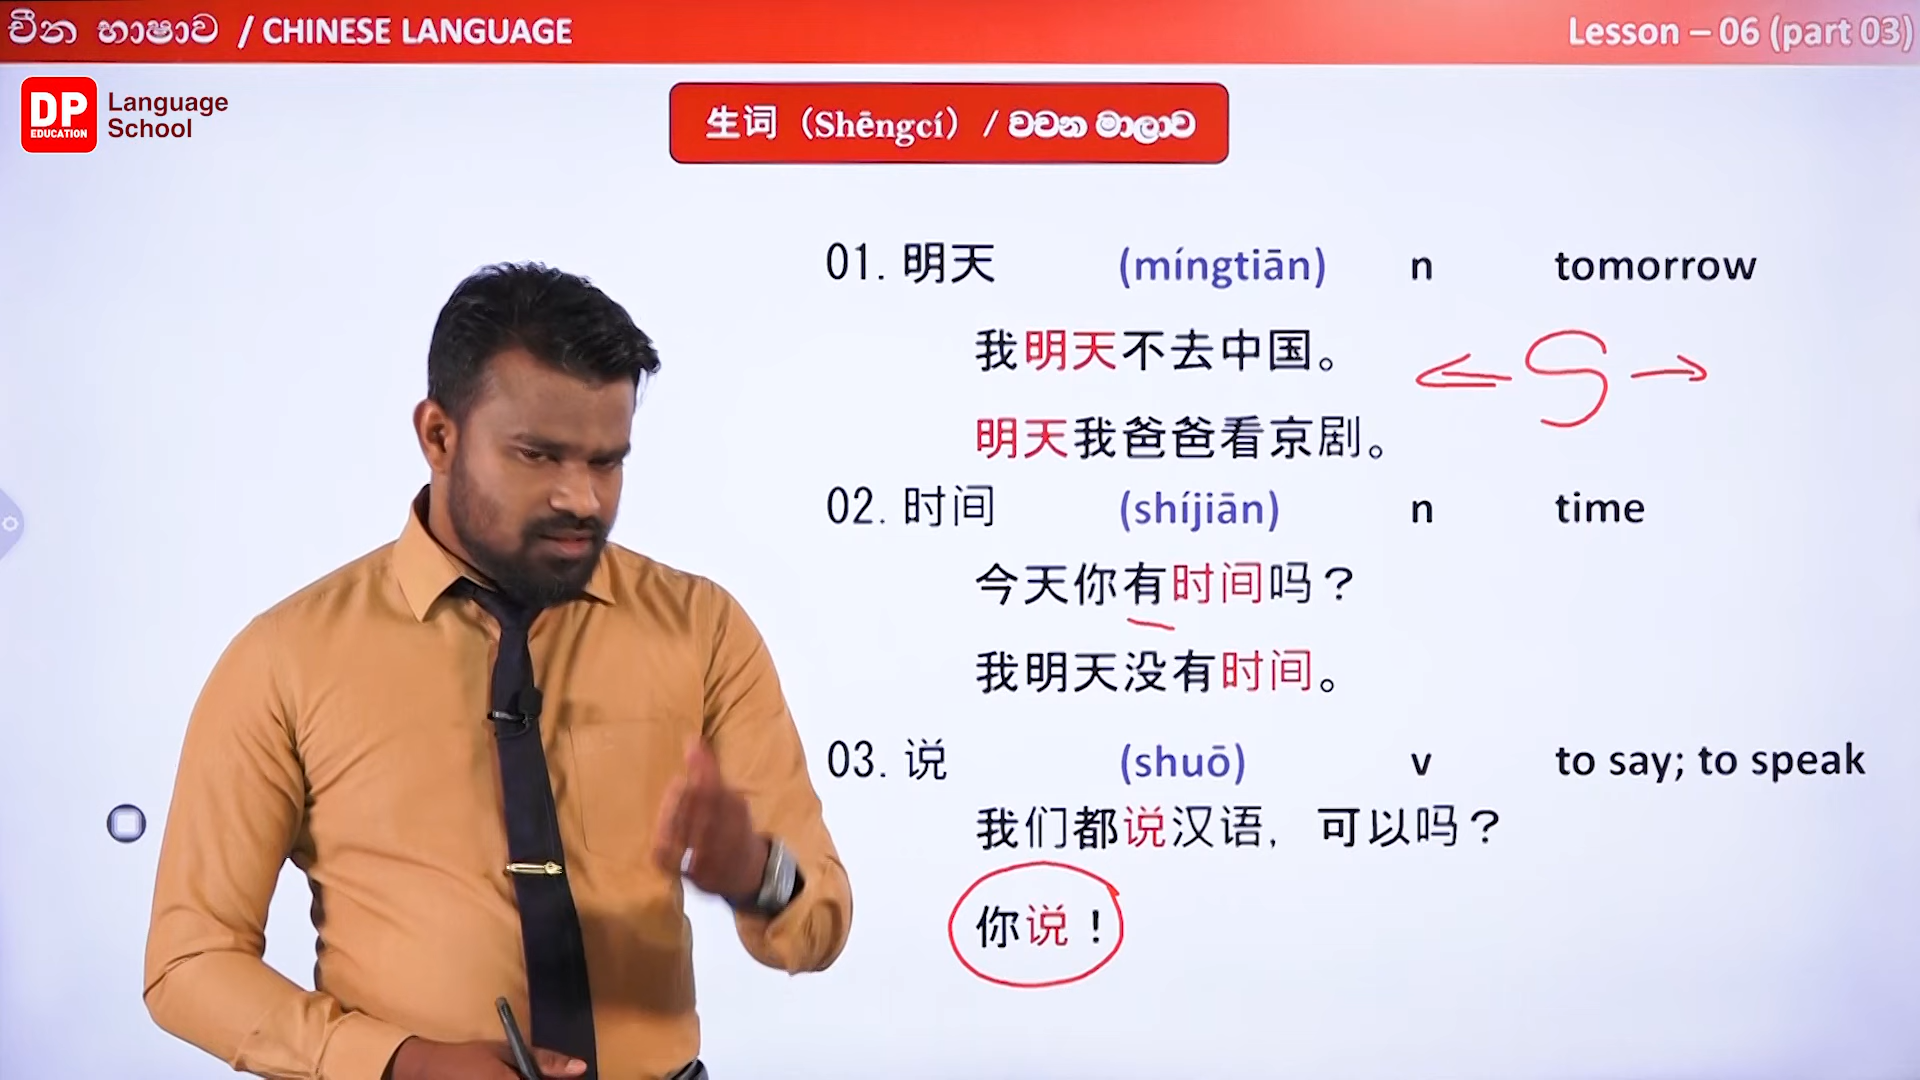 චීන භාෂාව / CHINESE LANGUAGE
Lesson – 06 (part 03)
DP
EDUCATION
Language
School
生词（Shēngcí）/ වචන මාලාව
01. 明天 (míngtiān) n tomorrow
我明天不去中国。
S
明天我爸爸看京剧。
02. 时间 (shíjiān) n time
今天你有时间吗？
我明天没有时间。
03. 说 (shuō) v to say; to speak
我们都说汉语，可以吗？
你说！